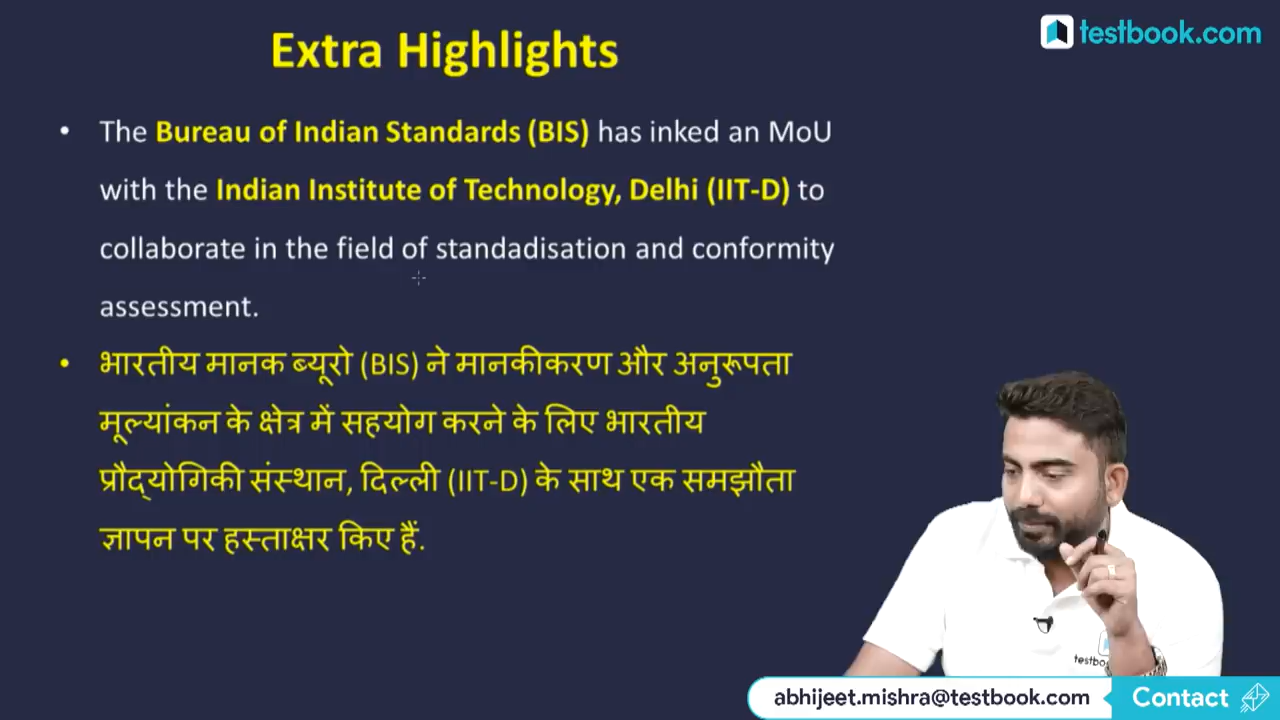 Extra Highlights
testbook.com
• The Bureau of Indian Standards (BIS) has inked an MoU
with the Indian Institute of Technology, Delhi (IIT-D) to
collaborate in the field of standadisation and conformity
assessment.
• भारतीय मानक ब्यूरो (BIS) ने मानकीकरण और अनुरूपता
मूल्यांकन के क्षेत्र में सहयोग करने के लिए भारतीय
प्रौद्योगिकी संस्थान, दिल्ली (IIT-D) के साथ एक समझौता
ज्ञापन पर हस्ताक्षर किए हैं.
abhijeet.mishra@testbook.com Contact